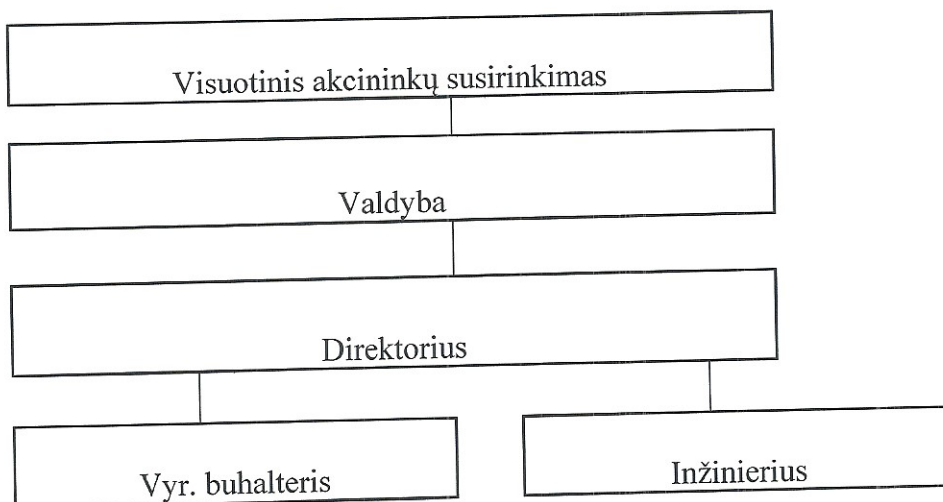 Visuotinis akcininkų susirinkimas
Valdyba
Direktorius
Vyr. buhalteris
Inžinierius